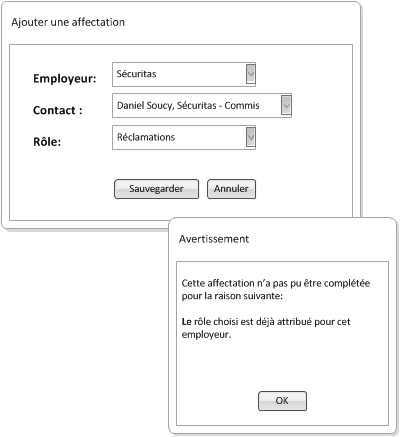 Ajouter une affectation
Employeur: Sécuritas
Contact : Daniel Soucy, Sécuritas - Commis
Rôle: Réclamations
Sauvegarder Annuler
Avertissement
Cette affectation n'a pas pu être complétée
pour la raison suivante:
Le rôle choisi est déjà attribué pour cet
employeur.
OK